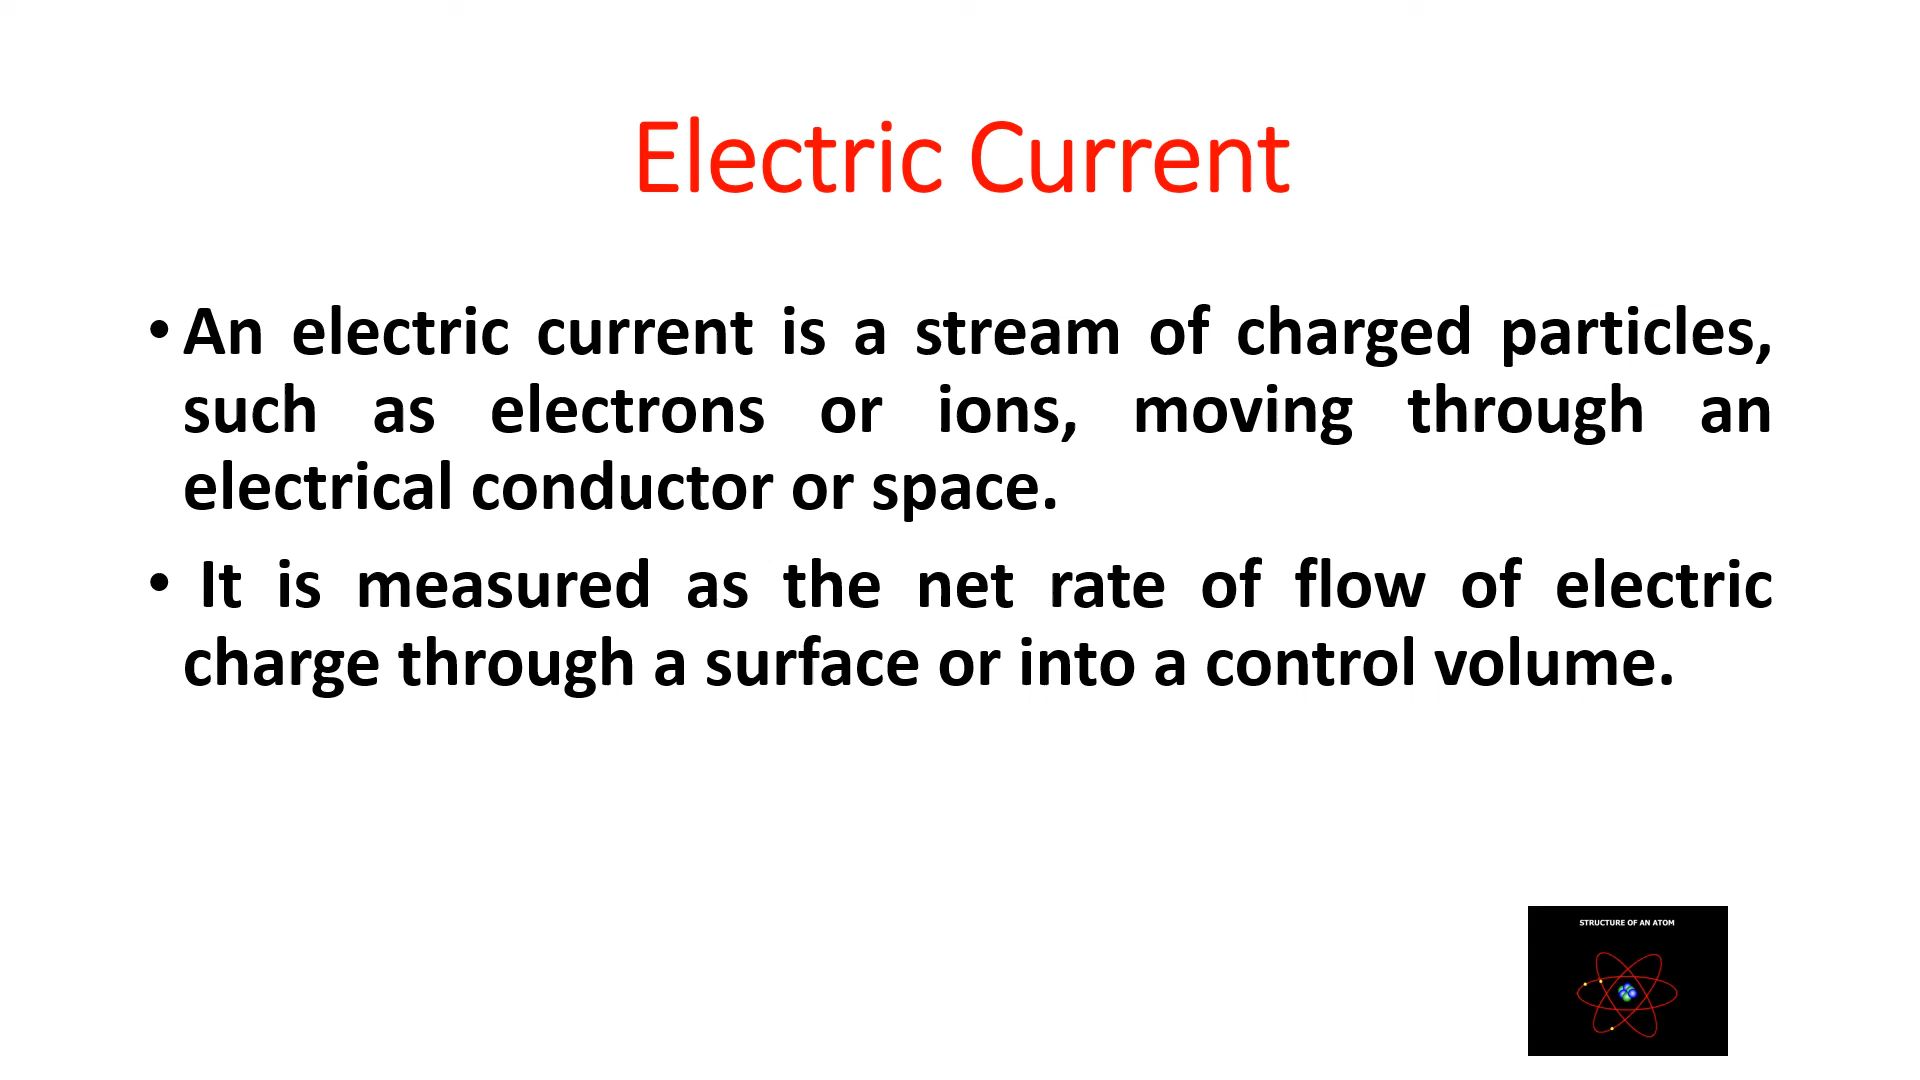 Electric Current
• An electric current is a stream of charged particles,
such as electrons or ions, moving through an
electrical conductor or space.
• It is measured as the net rate of flow of electric
charge through a surface or into a control volume.
STRUCTURE OF AN ATOM